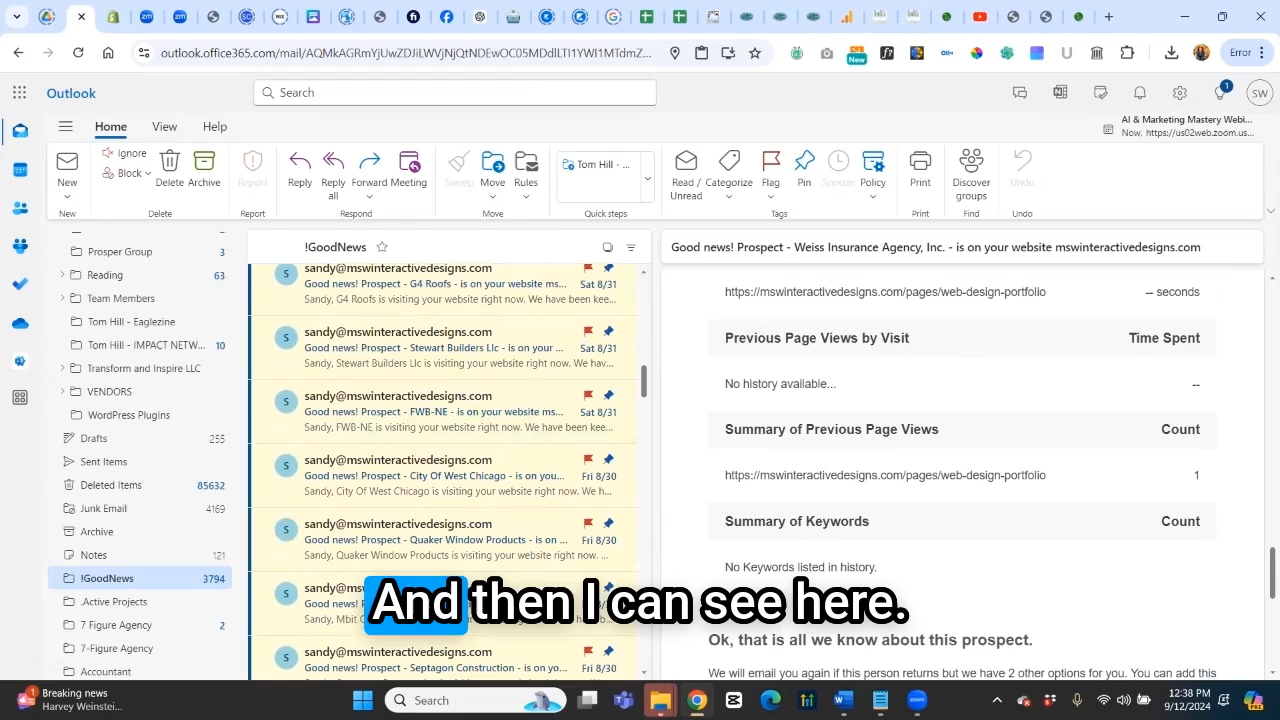 outlook.office365.com/mail/AQMkAGRmYjUwZDJiLWVjNjQtNDEwOC05MDdlLTI1YWI1MTdmZ...
New
Error
Outlook
Search
1
SW
Home
View
Help
AI & Marketing Mastery Webi...
Now, https://us02web.zoom.us...
Ignore
Block
New
Delete
Archive
Report
Reply
Reply all
Forward
Meeting
Sweep
Move
Rules
Tom Hill - ...
Read / Unread
Categorize
Flag
Pin
Snooze
Policy
Print
Discover groups
Undo
New
Delete
Report
Respond
Move
Quick steps
Tags
Print
Find
Undo
Prosper Group 3
Reading 63
Team Members
Tom Hill - Eaglezine
Tom Hill - IMPACT NETW... 10
Transform and Inspire LLC
VENDORS
WordPress PlugIns
Drafts 255
Sent Items
Deleted Items 85632
Junk Email 4169
Archive
Notes 121
!GoodNews 3794
.Active Projects
7 Figure Agency 2
7-Figure Agency
Accountant
!GoodNews
S
sandy@mswinteractivedesigns.com
Good news! Prospect - G4 Roofs - is on your website ms... Sat 8/31
Sandy, G4 Roofs is visiting your website right now. We have been kee...
S
sandy@mswinteractivedesigns.com
Good news! Prospect - Stewart Builders Llc - is on your ... Sat 8/31
Sandy, Stewart Builders Llc is visiting your website right now. We hav...
S
sandy@mswinteractivedesigns.com
Good news! Prospect - FWB-NE - is on your website ms... Sat 8/31
Sandy, FWB-NE is visiting your website right now. We have been kee...
S
sandy@mswinteractivedesigns.com
Good news! Prospect - City Of West Chicago - is on you... Fri 8/30
Sandy, City Of West Chicago is visiting your website right now. We h...
S
sandy@mswinteractivedesigns.com
Good news! Prospect - Quaker Window Products - is on ... Fri 8/30
Sandy, Quaker Window Products is visiting your website right now. ...
S
sandy@ms
Good news!
Sandy, Mbit
S
sandy@mswinteractivedesigns.com
Good news! Prospect - Septagon Construction - is on yo... Fri 8/30
Good news! Prospect - Weiss Insurance Agency, Inc. - is on your website mswinteractivedesigns.com
https://mswinteractivedesigns.com/pages/web-design-portfolio -- seconds
Previous Page Views by Visit Time Spent
No history available... --
Summary of Previous Page Views Count
https://mswinteractivedesigns.com/pages/web-design-portfolio 1
Summary of Keywords Count
No Keywords listed in history.
Ok, that is all we know about this prospect.
We will email you again if this person returns but we have 2 other options for you. You can add this
And then I can see here.
1
Breaking news
Harvey Weinstei...
Search
12:38 PM
9/12/2024